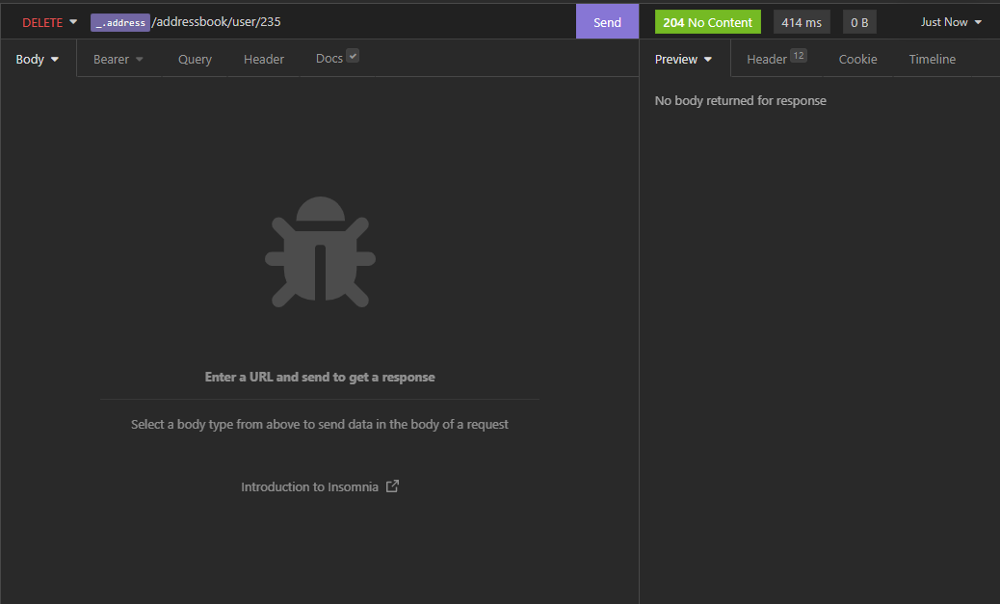 DELETE _.address /addressbook/user/235 Send 204 No Content 414 ms 0 B Just Now
Body Bearer Query Header Docs Preview Header 12 Cookie Timeline
No body returned for response
Enter a URL and send to get a response
Select a body type from above to send data in the body of a request
Introduction to Insomnia